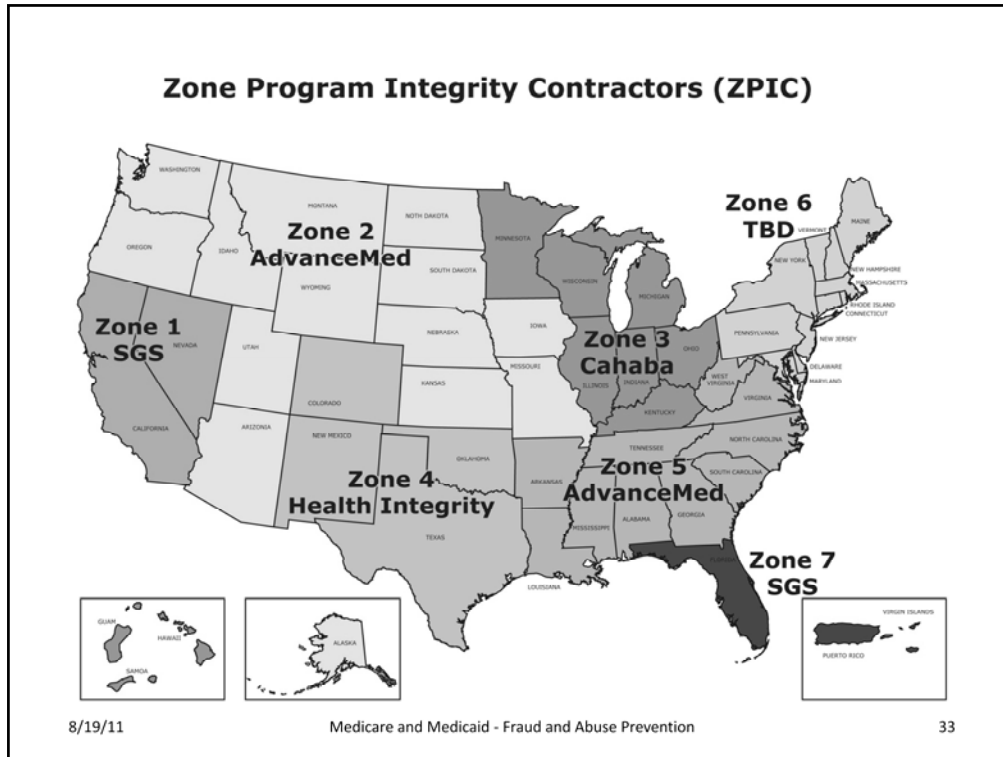 Zone Program Integrity Contractors (ZPIC)
WASHINGTON
MONTANA
NOTH DAKOTA
MINNESOTA
Zone 6
TBD
MAINE
VERMONT
OREGON
IDAHO
Zone 2
AdvanceMed
SOUTH DAKOTA
WISCONSIN
MICHIGAN
NEW YORK
NEW HAMPSHIRE
MASSACHUSETTS
RHODE ISLAND
CONNECTICUT
WYOMING
Zone 1
SGS
NEVADA
UTAH
NEBRASKA
IOWA
Zone 3
Cahaba
OHIO
PENNSYLVANIA
NEW JERSEY
DELAWARE
MARYLAND
CALIFORNIA
COLORADO
KANSAS
MISSOURI
ILLINOIS
INDIANA
WEST
VIRGINIA
VIRGINIA
KENTUCKY
ARIZONIA
NEW MEXICO
OKLAHOMA
ARKANSAS
TENNESSEE
NORTH CAROLINA
SOUTH CAROLINA
Zone 4
Health Integrity
Zone 5
AdvanceMed
TEXAS
MISSISSIPPI
ALABAMA
GEORGIA
LOUISIANA
FLORIDA
Zone 7
SGS
GUAM
HAWAII
SAMOA
ALASKA
VIRGIN ISLANDS
PUERTO RICO
8/19/11
Medicare and Medicaid - Fraud and Abuse Prevention
33